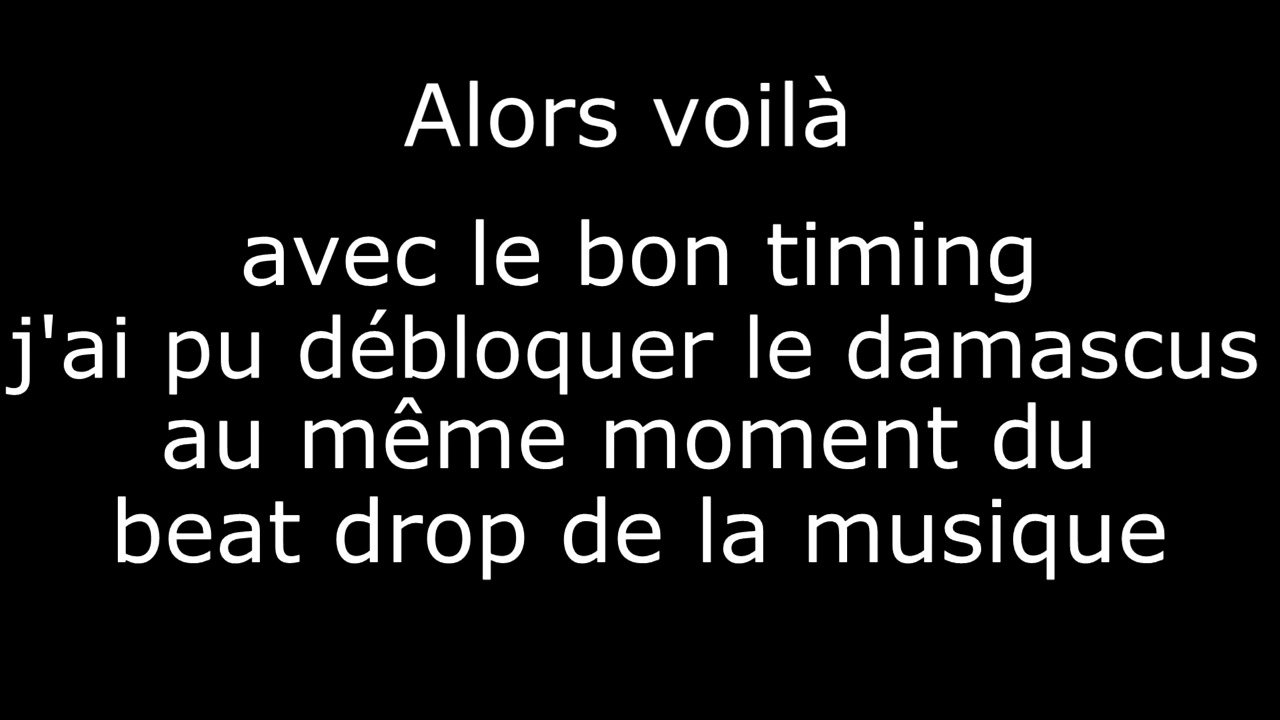 Alors voilà
avec le bon timing
j'ai pu débloquer le damascus
au même moment du
beat drop de la musique